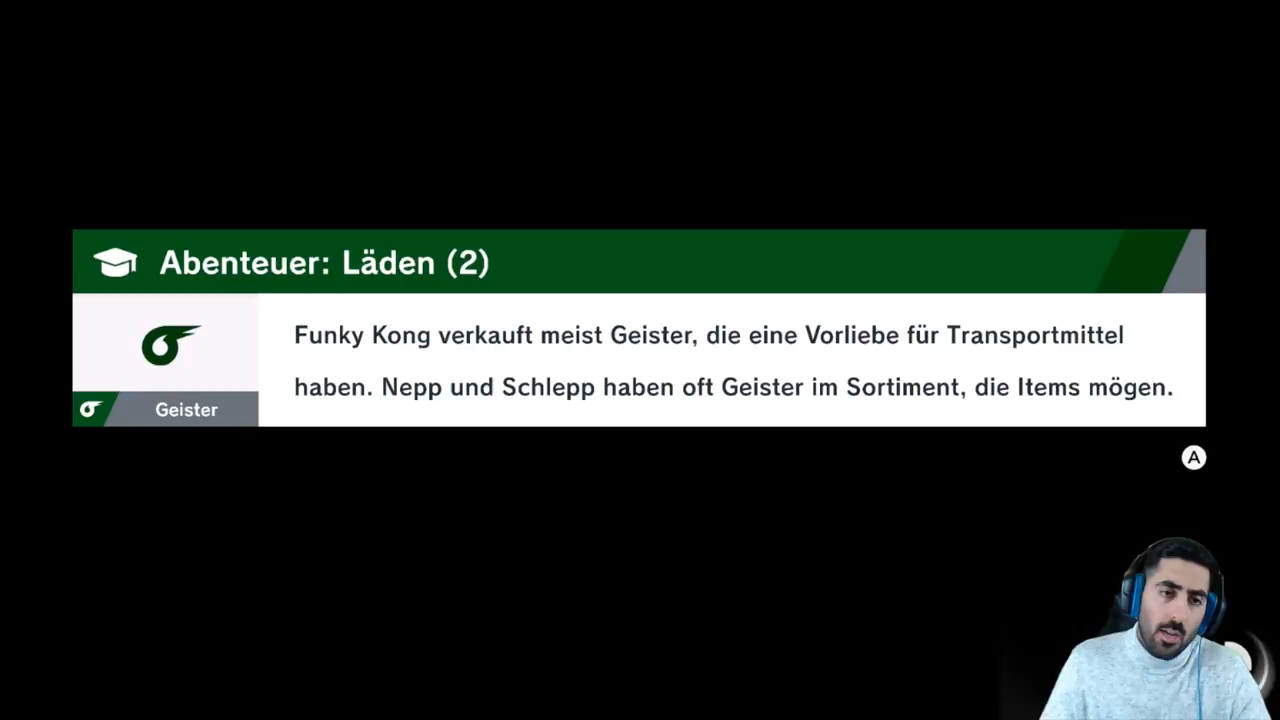 Abenteuer: Läden (2)
Funky Kong verkauft meist Geister, die eine Vorliebe für Transportmittel
haben. Nepp und Schlepp haben oft Geister im Sortiment, die Items mögen.
Geister
A